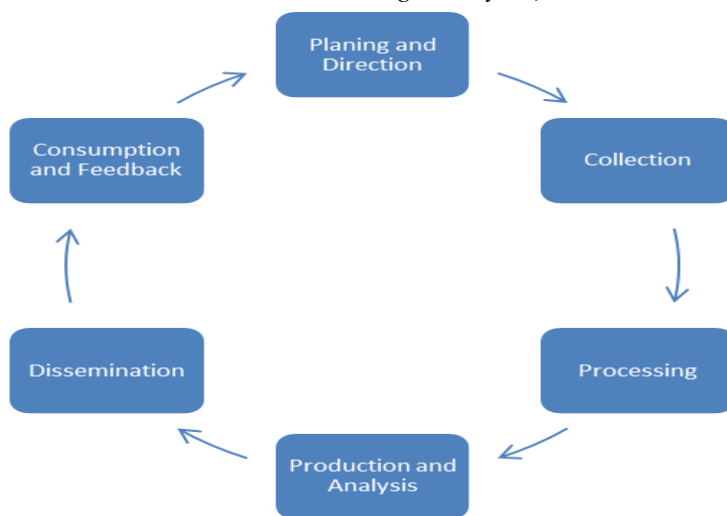 Planing and
Direction
Collection
Processing
Production and
Analysis
Dissemination
Consumption
and Feedback